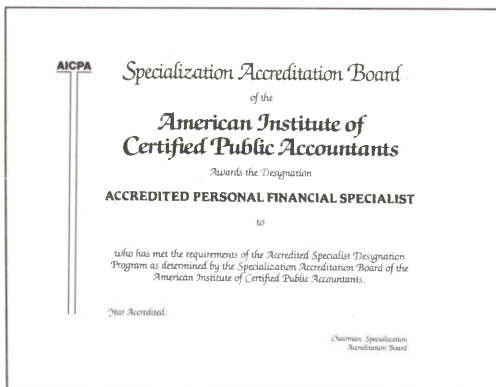 AICPA
Specialization Accreditation Board
of the
American Institute of
Certified Public Accountants
Awards the Designation
ACCREDITED PERSONAL FINANCIAL SPECIALIST
to
who has met the requirements of the Accredited Specialist Designation
Program as determined by the Specialization Accreditation Board of the
American Institute of Certified Public Accountants.
Year Accredited:
Chairman, Specialization
Accreditation Board